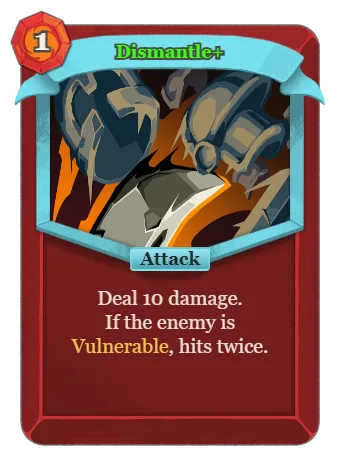 1
Dismantle+
Attack
Deal 10 damage.
If the enemy is
Vulnerable, hits twice.